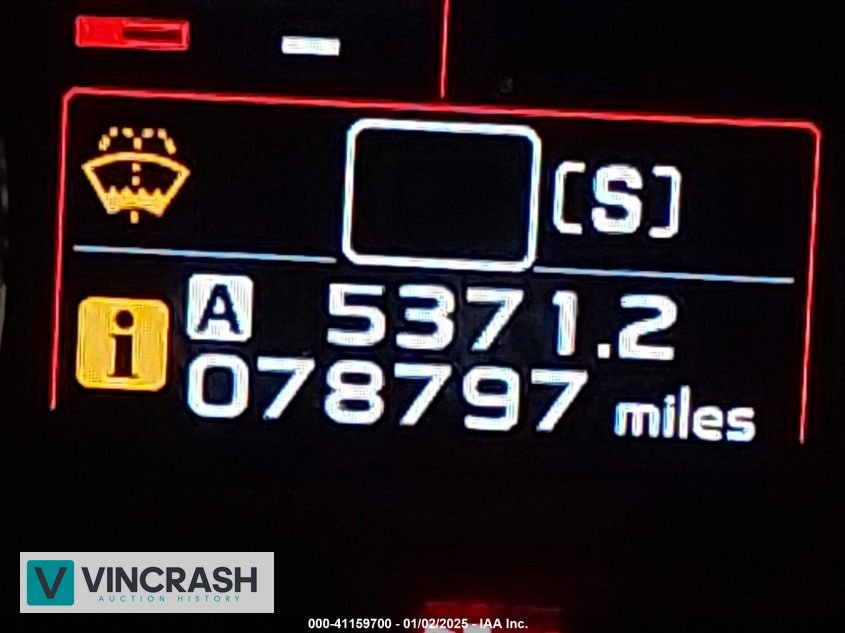 [S]
A 5371.2
i 078797 miles
V VINCRASH
AUCTION HISTORY
000-41159700 - 01/02/2025 - IAA Inc.